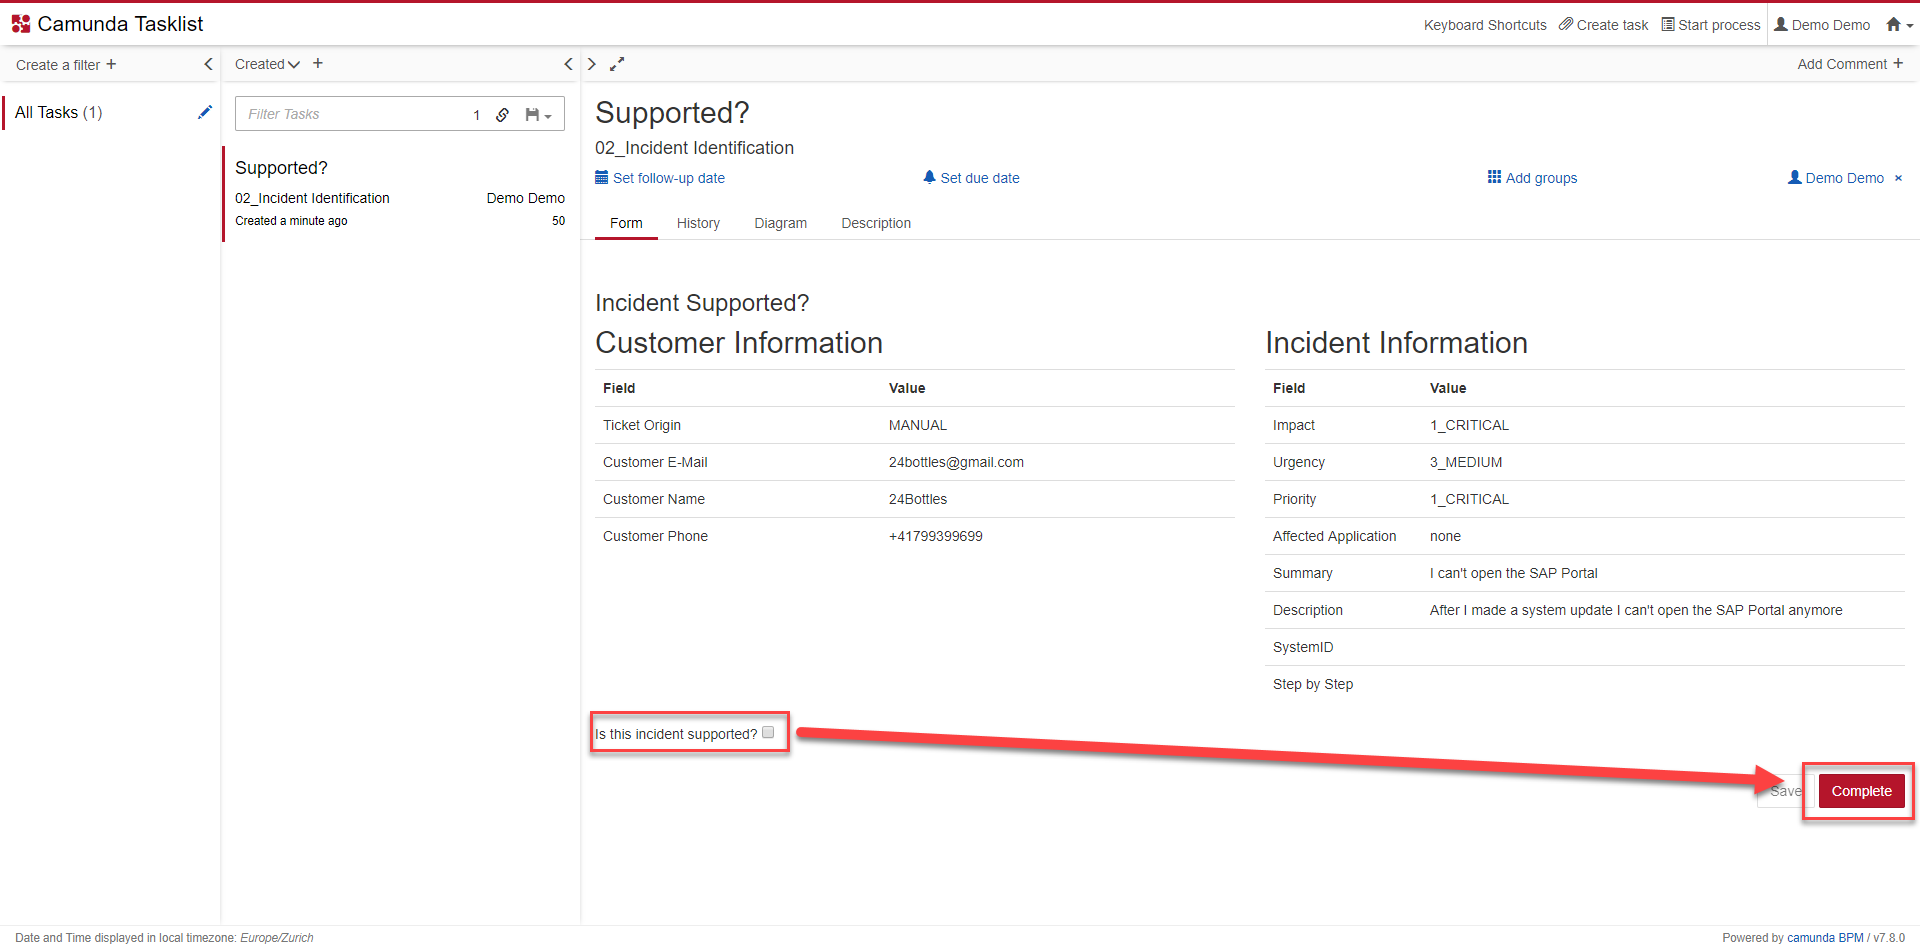 Camunda Tasklist
Keyboard Shortcuts Create task Start process Demo Demo
Create a filter +
Created +
Add Comment +
All Tasks (1)
Filter Tasks 1
Supported?
02_Incident Identification Demo Demo
Created a minute ago 50
Supported?
02_Incident Identification
Set follow-up date Set due date Add groups Demo Demo ×
Form History Diagram Description
Incident Supported?
Customer Information
Field Value
Ticket Origin MANUAL
Customer E-Mail 24bottles@gmail.com
Customer Name 24Bottles
Customer Phone +41799399699
Incident Information
Field Value
Impact 1_CRITICAL
Urgency 3_MEDIUM
Priority 1_CRITICAL
Affected Application none
Summary I can't open the SAP Portal
Description After I made a system update I can't open the SAP Portal anymore
SystemID
Step by Step
Is this incident supported?
Save Complete
Date and Time displayed in local timezone: Europe/Zurich
Powered by camunda BPM / v7.8.0